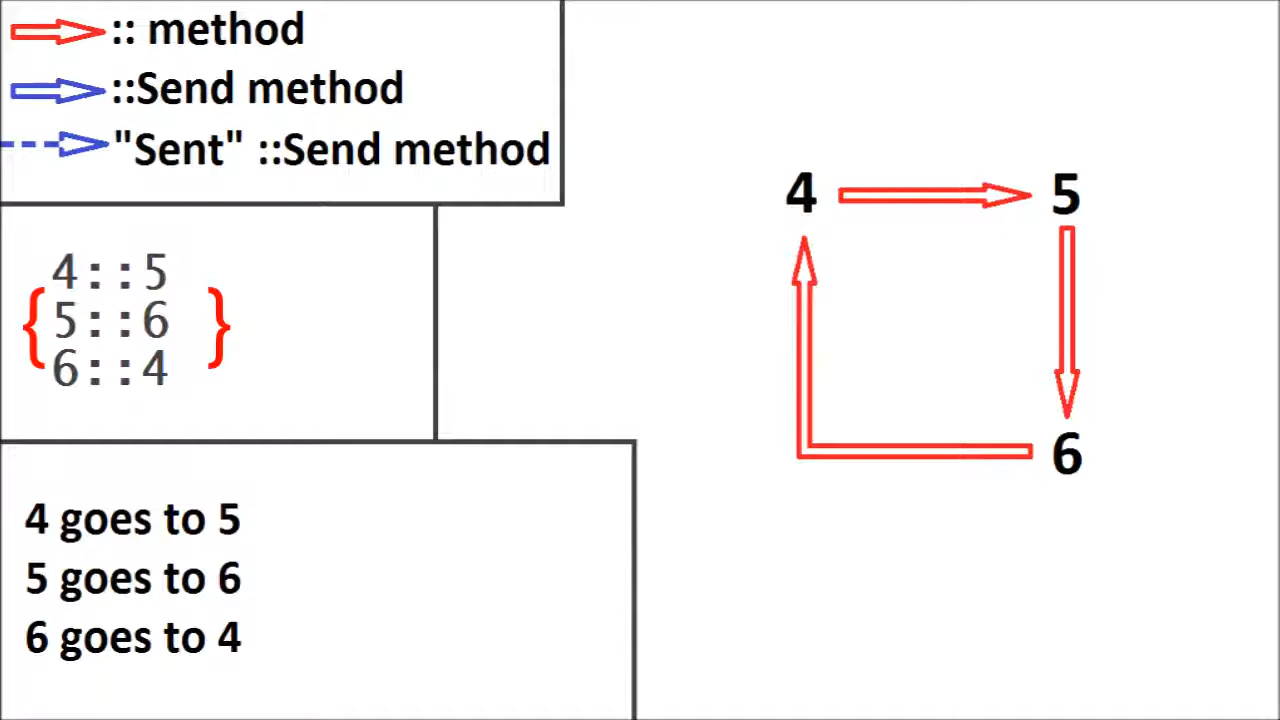 :: method
::Send method
"Sent" ::Send method
4::5
{5::6}
6::4
4 goes to 5
5 goes to 6
6 goes to 4
4 5
6